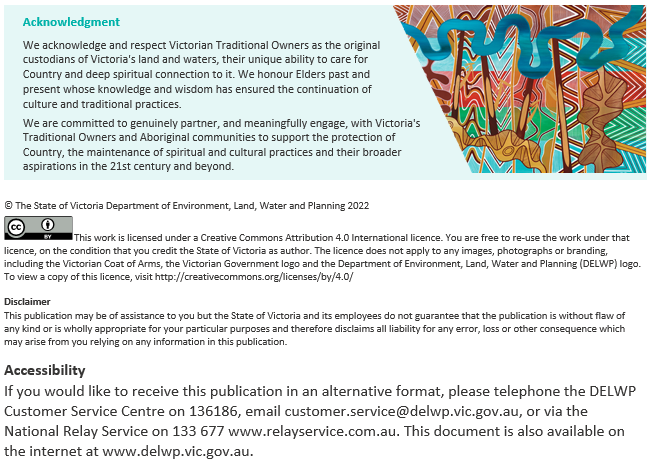 Acknowledgment
We acknowledge and respect Victorian Traditional Owners as the original
custodians of Victoria's land and waters, their unique ability to care for
Country and deep spiritual connection to it. We honour Elders past and
present whose knowledge and wisdom has ensured the continuation of
culture and traditional practices.
We are committed to genuinely partner, and meaningfully engage, with Victoria's
Traditional Owners and Aboriginal communities to support the protection of
Country, the maintenance of spiritual and cultural practices and their broader
aspirations in the 21st century and beyond.
© The State of Victoria Department of Environment, Land, Water and Planning 2022
cc BY This work is licensed under a Creative Commons Attribution 4.0 International licence. You are free to re-use the work under that
licence, on the condition that you credit the State of Victoria as author. The licence does not apply to any images, photographs or branding,
including the Victorian Coat of Arms, the Victorian Government logo and the Department of Environment, Land, Water and Planning (DELWP) logo.
To view a copy of this licence, visit http://creativecommons.org/licenses/by/4.0/
Disclaimer
This publication may be of assistance to you but the State of Victoria and its employees do not guarantee that the publication is without flaw of
any kind or is wholly appropriate for your particular purposes and therefore disclaims all liability for any error, loss or other consequence which
may arise from you relying on any information in this publication.
Accessibility
If you would like to receive this publication in an alternative format, please telephone the DELWP
Customer Service Centre on 136186, email customer.service@delwp.vic.gov.au, or via the
National Relay Service on 133 677 www.relayservice.com.au. This document is also available on
the internet at www.delwp.vic.gov.au.